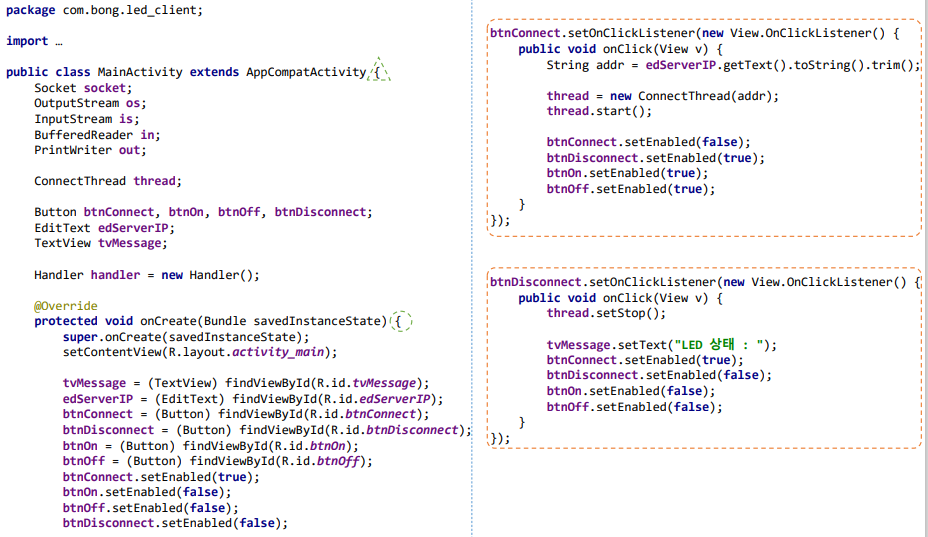 package com.bong.led_client;
import …
public class MainActivity extends AppCompatActivity {
    Socket socket;
    OutputStream os;
    InputStream is;
    BufferedReader in;
    PrintWriter out;
    ConnectThread thread;
    Button btnConnect, btnOn, btnOff, btnDisconnect;
    EditText edServerIP;
    TextView tvMessage;
    Handler handler = new Handler();
    @Override
    protected void onCreate(Bundle savedInstanceState) {
        super.onCreate(savedInstanceState);
        setContentView(R.layout.activity_main);
        tvMessage = (TextView) findViewById(R.id.tvMessage);
        edServerIP = (EditText) findViewById(R.id.edServerIP);
        btnConnect = (Button) findViewById(R.id.btnConnect);
        btnDisconnect = (Button) findViewById(R.id.btnDisconnect);
        btnOn = (Button) findViewById(R.id.btnOn);
        btnOff = (Button) findViewById(R.id.btnOff);
        btnConnect.setEnabled(true);
        btnOn.setEnabled(false);
        btnOff.setEnabled(false);
        btnDisconnect.setEnabled(false);
btnConnect.setOnClickListener(new View.OnClickListener() {
    public void onClick(View v) {
        String addr = edServerIP.getText().toString().trim();
        thread = new ConnectThread(addr);
        thread.start();
        btnConnect.setEnabled(false);
        btnDisconnect.setEnabled(true);
        btnOn.setEnabled(true);
        btnOff.setEnabled(true);
    }
});
btnDisconnect.setOnClickListener(new View.OnClickListener() {
    public void onClick(View v) {
        thread.setStop();
        tvMessage.setText("LED 상태 : ");
        btnConnect.setEnabled(true);
        btnDisconnect.setEnabled(false);
        btnOn.setEnabled(false);
        btnOff.setEnabled(false);
    }
});